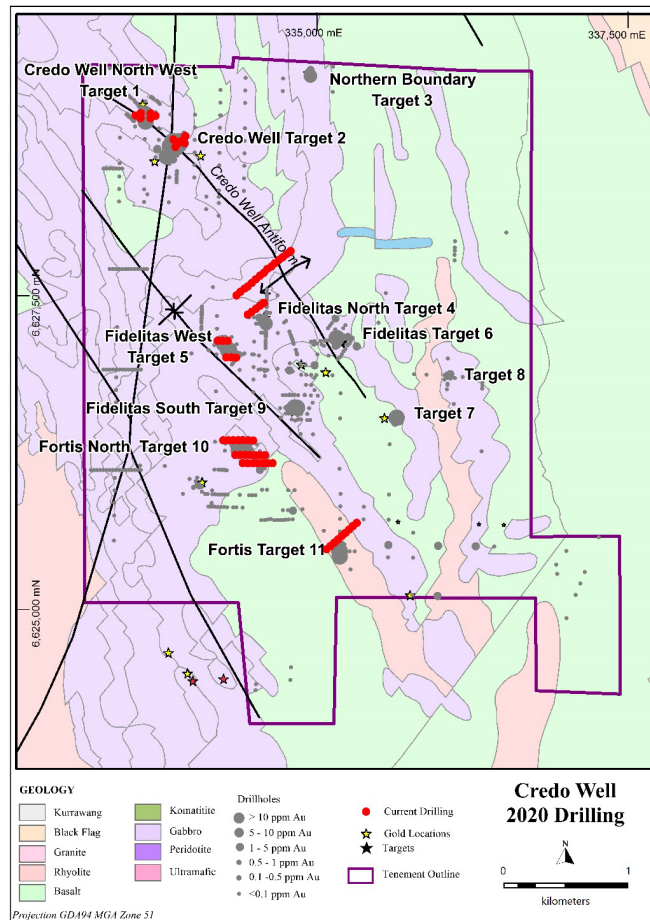 335,000 mE
337,500 mE
Credo Well North West
Target 1
Northern Boundary
Target 3
Credo Well Target 2
Credo Well Antiform
6,627,500 mN
Fidelitas North Target 4
Fidelitas West
Target 5
Fidelitas Target 6
Target 8
Fidelitas South Target 9
Target 7
Fortis North Target 10
Fortis Target 11
6,625,000 mN
GEOLOGY
Kurrawang
Black Flag
Granite
Rhyolite
Basalt
Komatitite
Gabbro
Peridotite
Ultramafic
Drillholes
> 10 ppm Au
5 - 10 ppm Au
1 - 5 ppm Au
0.5 - 1 ppm Au
0.1 -0.5 ppm Au
<0.1 ppm Au
Current Drilling
Gold Locations
Targets
Tenement Outline
Credo Well
2020 Drilling
N
0 1
kilometers
Projection GDA94 MGA Zone 51